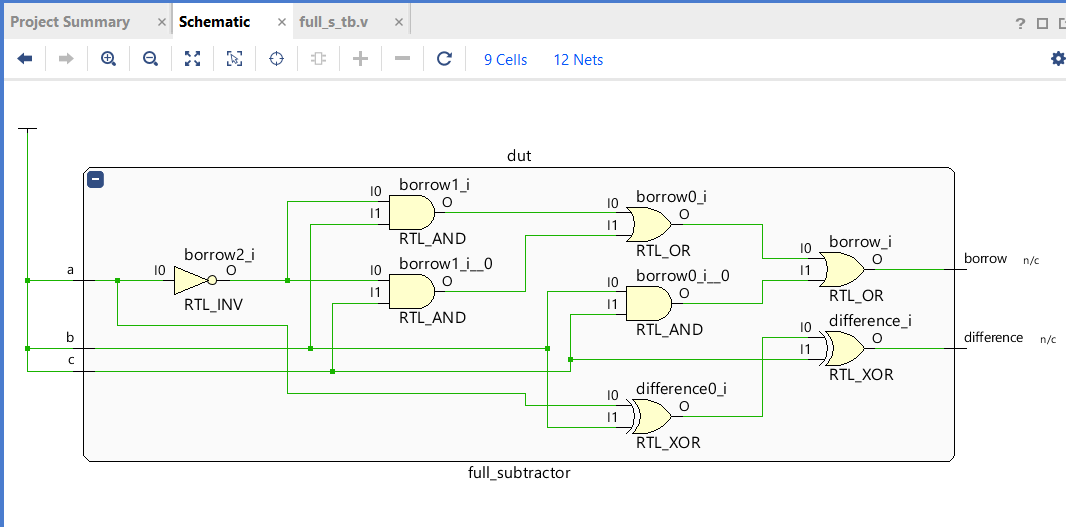 Project Summary × Schematic × full_s_tb.v ×
? 
9 Cells 12 Nets
dut
borrow1_i
I0 O
I1
RTL_AND
borrow0_i
I0 O
I1
RTL_OR
borrow2_i
a I0 O
RTL_INV
borrow1_i__0
I0 O
I1
RTL_AND
borrow0_i__0
I0 O
I1
RTL_AND
borrow_i
I0 O
I1
RTL_OR
borrow n/c
b
c
difference_i
I0 O
I1
RTL_XOR
difference n/c
difference0_i
I0 O
I1
RTL_XOR
full_subtractor